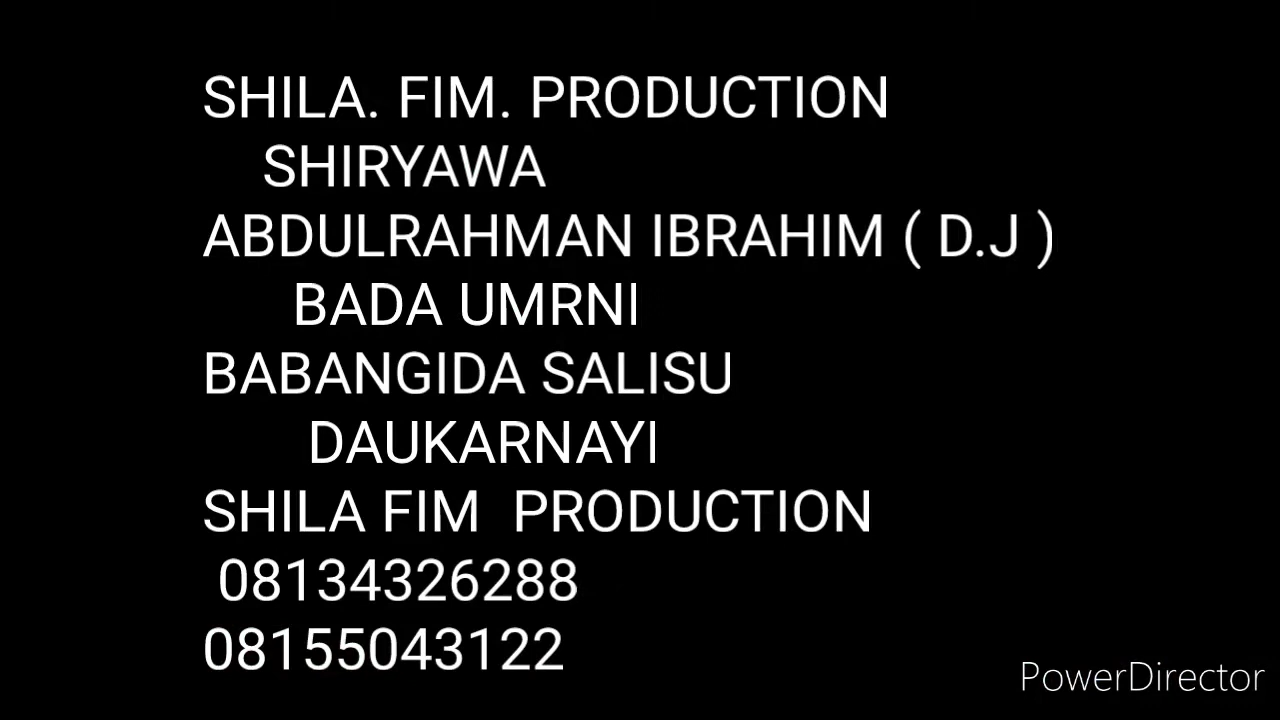 SHILA. FIM. PRODUCTION
SHIRYAWA
ABDULRAHMAN IBRAHIM ( D.J )
BADA UMRNI
BABANGIDA SALISU
DAUKARNAYI
SHILA FIM PRODUCTION
08134326288
08155043122
PowerDirector